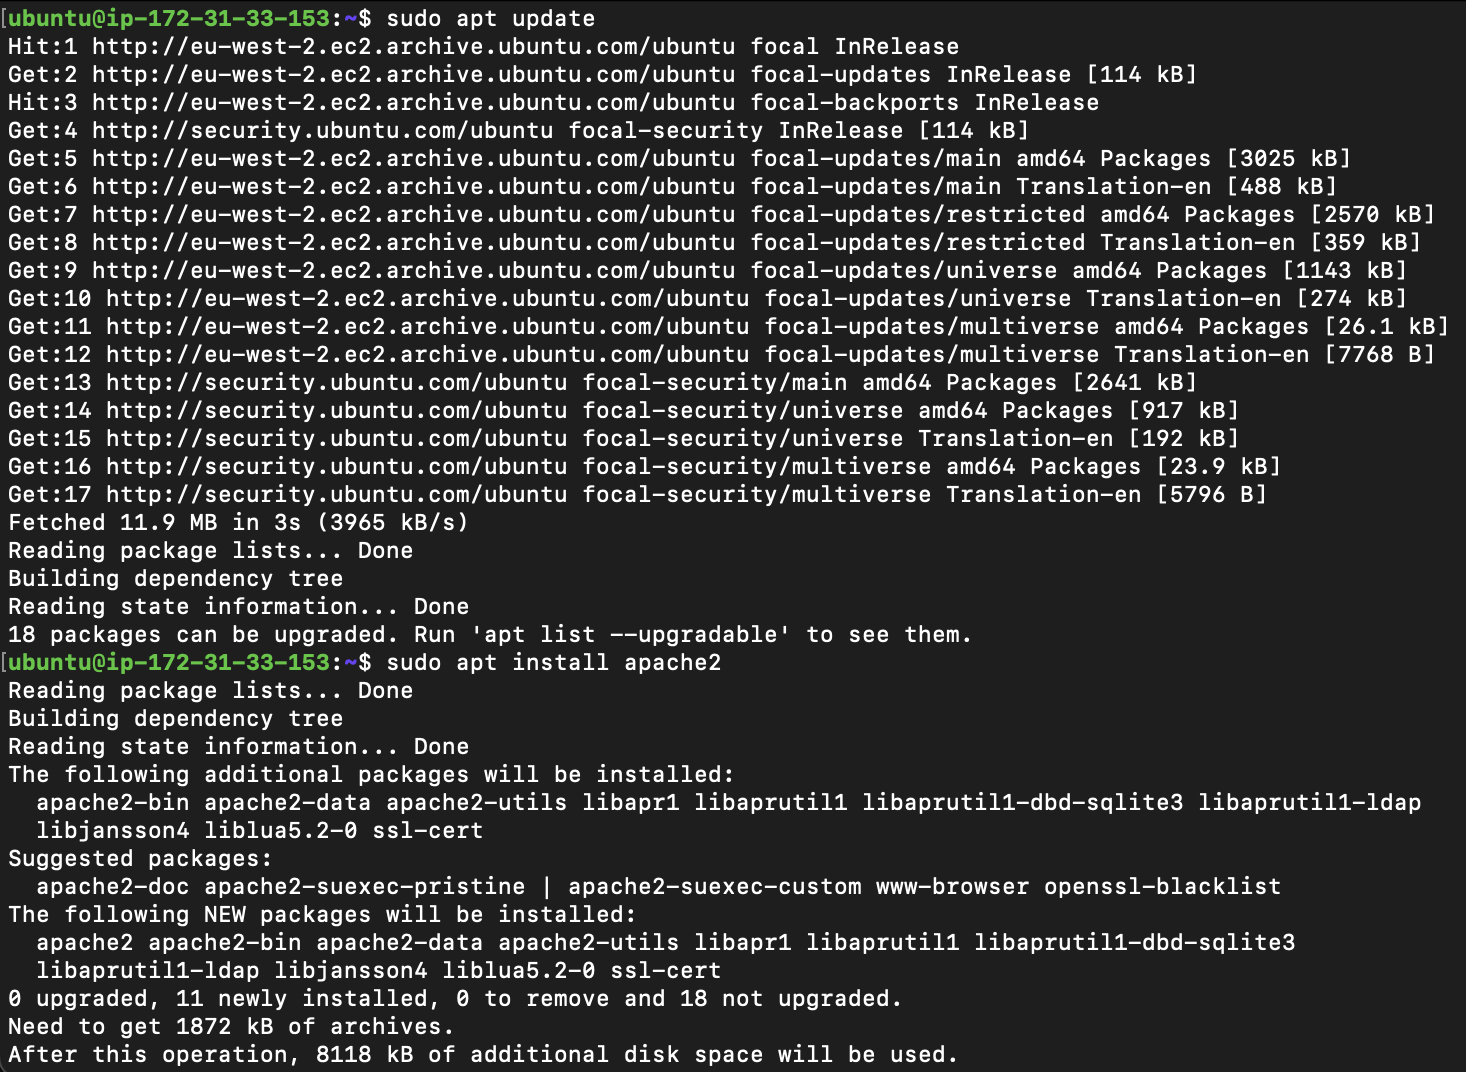 [ubuntu@ip-172-31-33-153:~$ sudo apt update
Hit:1 http://eu-west-2.ec2.archive.ubuntu.com/ubuntu focal InRelease
Get:2 http://eu-west-2.ec2.archive.ubuntu.com/ubuntu focal-updates InRelease [114 kB]
Hit:3 http://eu-west-2.ec2.archive.ubuntu.com/ubuntu focal-backports InRelease
Get:4 http://security.ubuntu.com/ubuntu focal-security InRelease [114 kB]
Get:5 http://eu-west-2.ec2.archive.ubuntu.com/ubuntu focal-updates/main amd64 Packages [3025 kB]
Get:6 http://eu-west-2.ec2.archive.ubuntu.com/ubuntu focal-updates/main Translation-en [488 kB]
Get:7 http://eu-west-2.ec2.archive.ubuntu.com/ubuntu focal-updates/restricted amd64 Packages [2570 kB]
Get:8 http://eu-west-2.ec2.archive.ubuntu.com/ubuntu focal-updates/restricted Translation-en [359 kB]
Get:9 http://eu-west-2.ec2.archive.ubuntu.com/ubuntu focal-updates/universe amd64 Packages [1143 kB]
Get:10 http://eu-west-2.ec2.archive.ubuntu.com/ubuntu focal-updates/universe Translation-en [274 kB]
Get:11 http://eu-west-2.ec2.archive.ubuntu.com/ubuntu focal-updates/multiverse amd64 Packages [26.1 kB]
Get:12 http://eu-west-2.ec2.archive.ubuntu.com/ubuntu focal-updates/multiverse Translation-en [7768 B]
Get:13 http://security.ubuntu.com/ubuntu focal-security/main amd64 Packages [2641 kB]
Get:14 http://security.ubuntu.com/ubuntu focal-security/universe amd64 Packages [917 kB]
Get:15 http://security.ubuntu.com/ubuntu focal-security/universe Translation-en [192 kB]
Get:16 http://security.ubuntu.com/ubuntu focal-security/multiverse amd64 Packages [23.9 kB]
Get:17 http://security.ubuntu.com/ubuntu focal-security/multiverse Translation-en [5796 B]
Fetched 11.9 MB in 3s (3965 kB/s)
Reading package lists... Done
Building dependency tree
Reading state information... Done
18 packages can be upgraded. Run 'apt list --upgradable' to see them.
[ubuntu@ip-172-31-33-153:~$ sudo apt install apache2
Reading package lists... Done
Building dependency tree
Reading state information... Done
The following additional packages will be installed:
  apache2-bin apache2-data apache2-utils libapr1 libaprutil1 libaprutil1-dbd-sqlite3 libaprutil1-ldap
  libjansson4 liblua5.2-0 ssl-cert
Suggested packages:
  apache2-doc apache2-suexec-pristine | apache2-suexec-custom www-browser openssl-blacklist
The following NEW packages will be installed:
  apache2 apache2-bin apache2-data apache2-utils libapr1 libaprutil1 libaprutil1-dbd-sqlite3
  libaprutil1-ldap libjansson4 liblua5.2-0 ssl-cert
0 upgraded, 11 newly installed, 0 to remove and 18 not upgraded.
Need to get 1872 kB of archives.
After this operation, 8118 kB of additional disk space will be used.